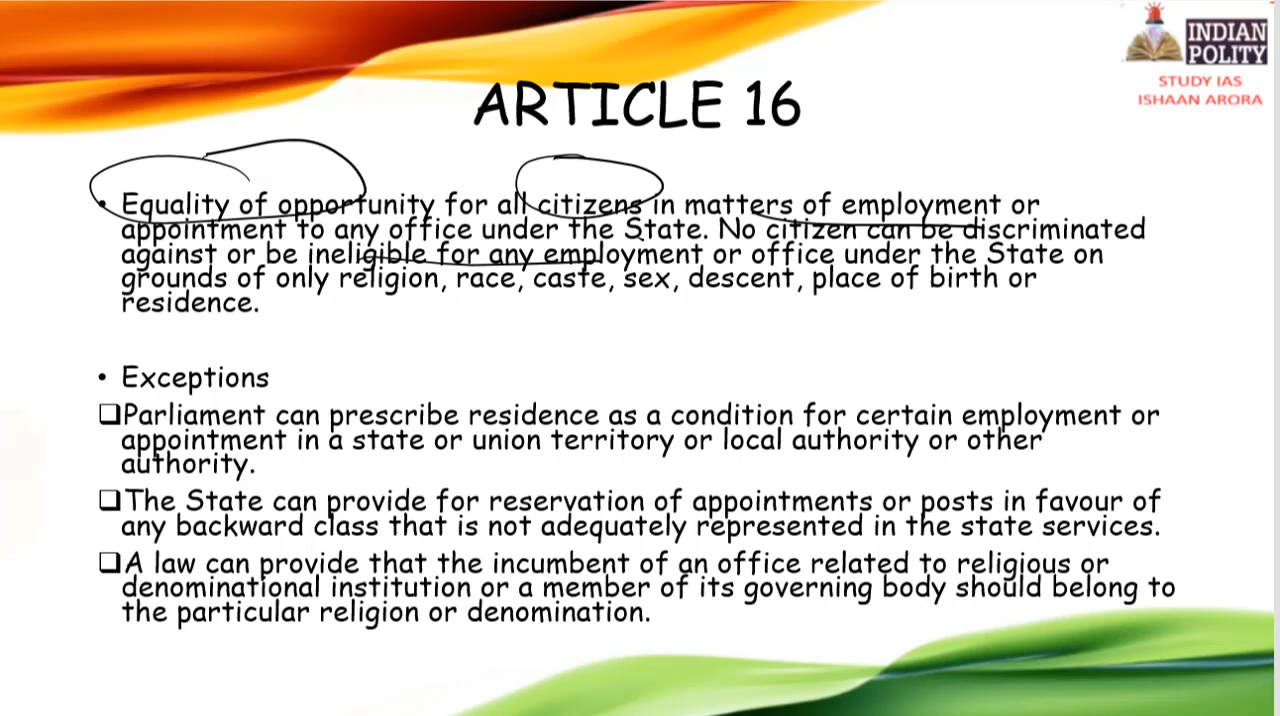 INDIAN
POLITY
STUDY IAS
ISHAAN ARORA
ARTICLE 16
• Equality of opportunity for all citizens in matters of employment or
appointment to any office under the State. No citizen can be discriminated
against or be ineligible for any employment or office under the State on
grounds of only religion, race, caste, sex, descent, place of birth or
residence.
• Exceptions
❑Parliament can prescribe residence as a condition for certain employment or
appointment in a state or union territory or local authority or other
authority.
❑The State can provide for reservation of appointments or posts in favour of
any backward class that is not adequately represented in the state services.
❑A law can provide that the incumbent of an office related to religious or
denominational institution or a member of its governing body should belong to
the particular religion or denomination.